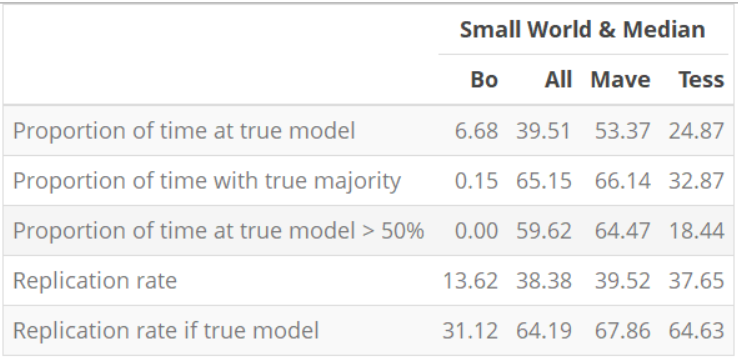 Small World & Median
Bo All Mave Tess
Proportion of time at true model 6.68 39.51 53.37 24.87
Proportion of time with true majority 0.15 65.15 66.14 32.87
Proportion of time at true model > 50% 0.00 59.62 64.47 18.44
Replication rate 13.62 38.38 39.52 37.65
Replication rate if true model 31.12 64.19 67.86 64.63